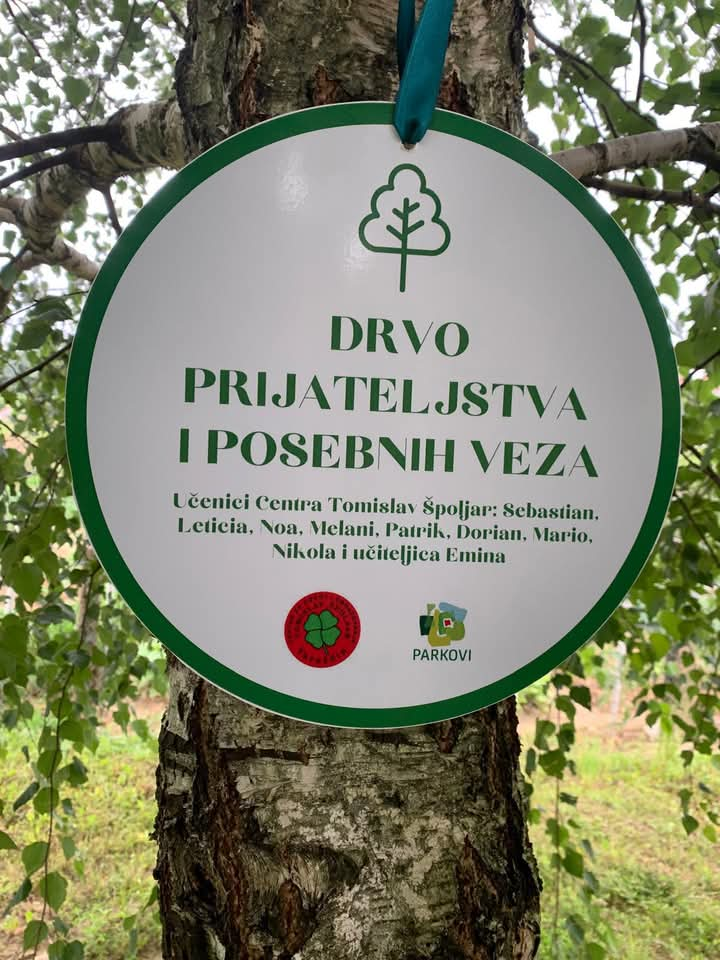 DRVO
PRIJATELJSTVA
I POSEBNIH VEZA
Učenici Centra Tomislav Špoljar: Sebastian,
Leticia, Noa, Melani, Patrik, Dorian, Mario,
Nikola i učiteljica Emina
PARKOVI